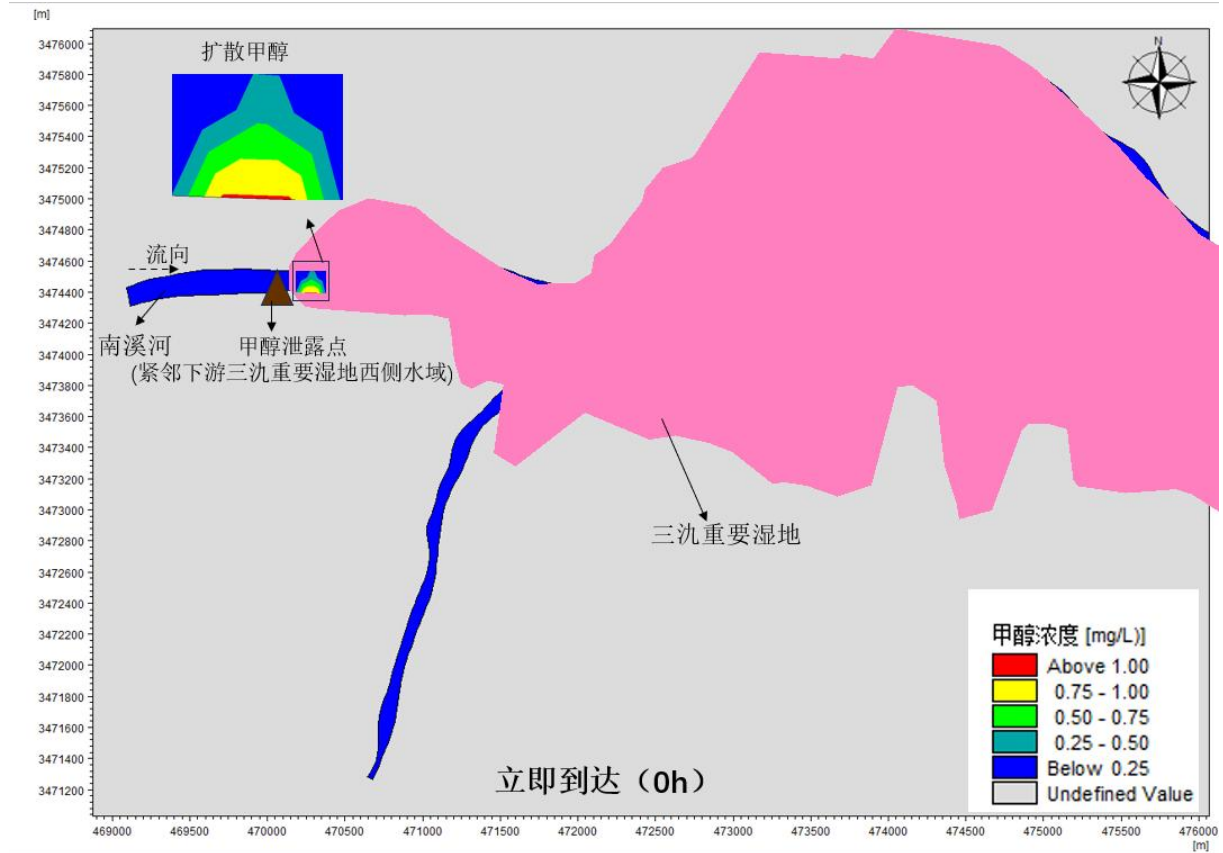 [m]
3476000
3475800
3475600
3475400
3475200
3475000
3474800
3474600
3474400
3474200
3474000
3473800
3473600
3473400
3473200
3473000
3472800
3472600
3472400
3472200
3472000
3471800
3471600
3471400
3471200
扩散甲醇
N
流向
南溪河
甲醇泄露点
(紧邻下游三氿重要湿地西侧水域)
三氿重要湿地
立即到达（0h）
甲醇浓度 [mg/L)]
Above 1.00
0.75 - 1.00
0.50 - 0.75
0.25 - 0.50
Below 0.25
Undefined Value
469000 469500 470000 470500 471000 471500 472000 472500 473000 473500 474000 474500 475000 475500 476000
[m]